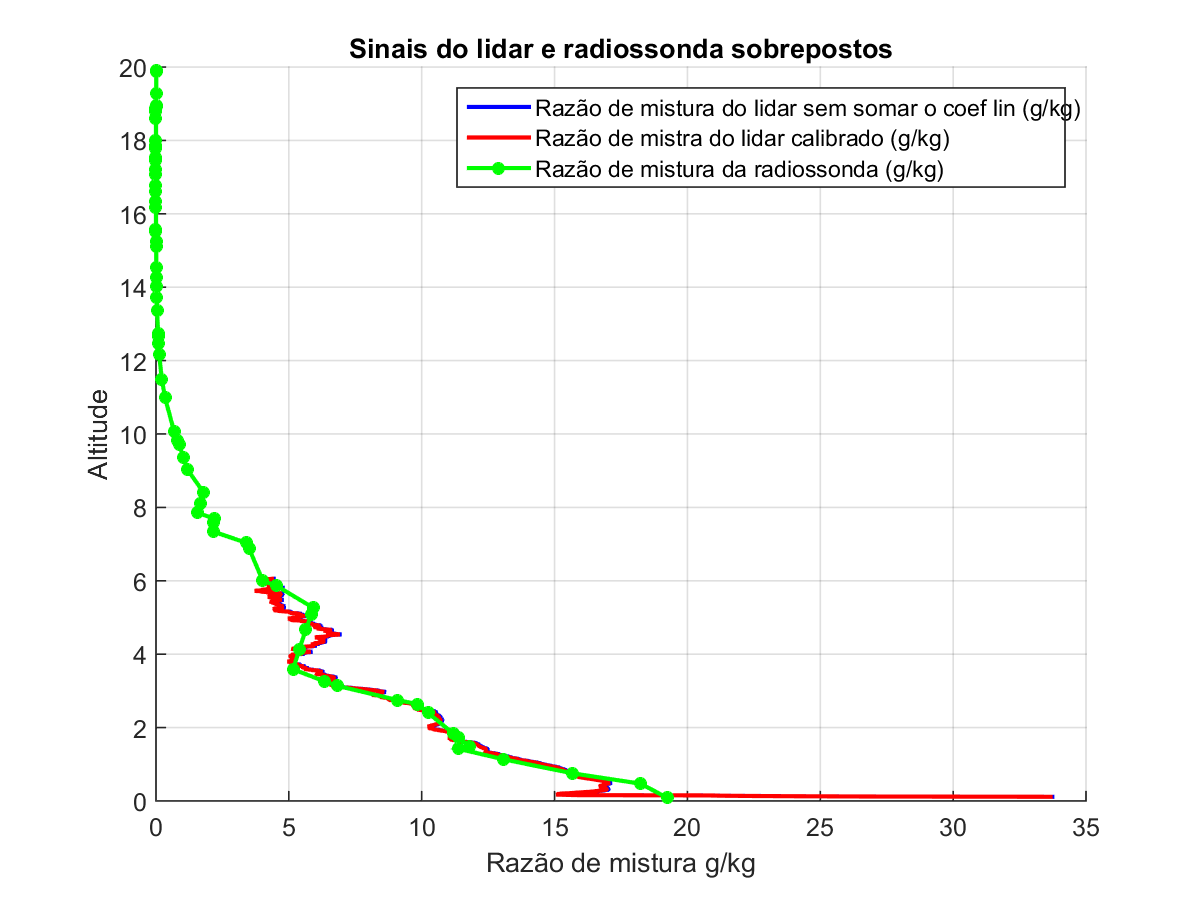 Sinais do lidar e radiossonda sobrepostos
Razão de mistura do lidar sem somar o coef lin (g/kg)
Razão de mistra do lidar calibrado (g/kg)
Razão de mistura da radiossonda (g/kg)
Altitude
20
18
16
14
12
10
8
6
4
2
0
0 5 10 15 20 25 30 35
Razão de mistura g/kg